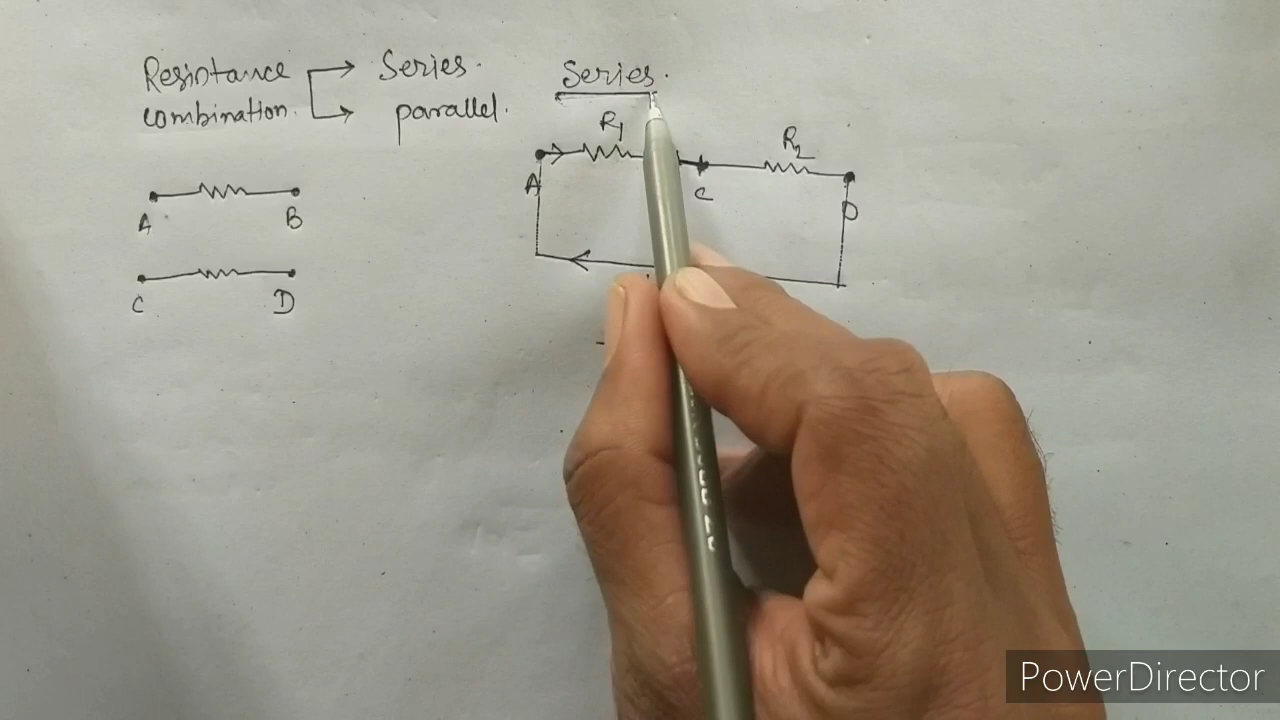 Resistance → Series.
combination. → parallel.
A B
C D
Series.
R1 R2
A C D
PowerDirector